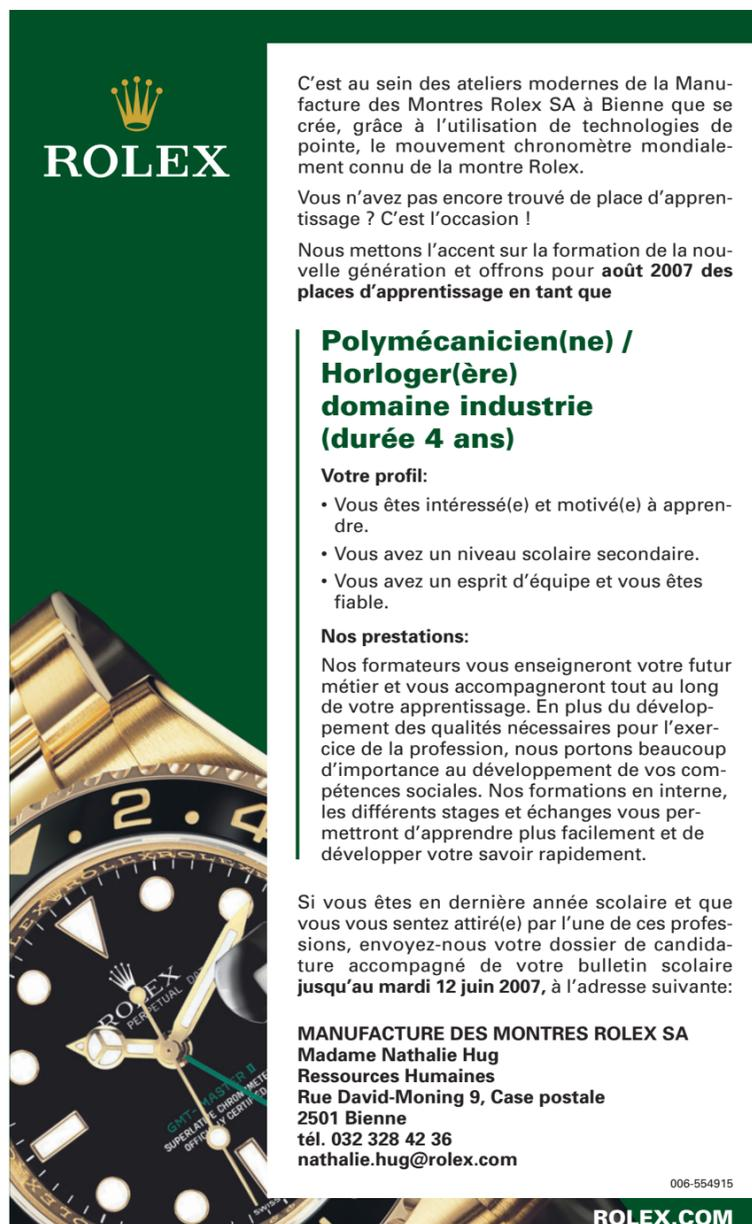 ROLEX
C’est au sein des ateliers modernes de la Manu-
facture des Montres Rolex SA à Bienne que se
crée, grâce à l’utilisation de technologies de
pointe, le mouvement chronomètre mondiale-
ment connu de la montre Rolex.
Vous n’avez pas encore trouvé de place d’appren-
tissage ? C’est l’occasion !
Nous mettons l’accent sur la formation de la nou-
velle génération et offrons pour août 2007 des
places d’apprentissage en tant que
Polymécanicien(ne) /
Horloger(ère)
domaine industrie
(durée 4 ans)
Votre profil:
• Vous êtes intéressé(e) et motivé(e) à appren-
dre.
• Vous avez un niveau scolaire secondaire.
• Vous avez un esprit d’équipe et vous êtes
fiable.
Nos prestations:
Nos formateurs vous enseigneront votre futur
métier et vous accompagneront tout au long
de votre apprentissage. En plus du dévelop-
pement des qualités nécessaires pour l’exer-
cice de la profession, nous portons beaucoup
d’importance au développement de vos com-
pétences sociales. Nos formations en interne,
les différents stages et échanges vous per-
mettront d’apprendre plus facilement et de
développer votre savoir rapidement.
Si vous êtes en dernière année scolaire et que
vous vous sentez attiré(e) par l’une de ces profes-
sions, envoyez-nous votre dossier de candida-
ture accompagné de votre bulletin scolaire
jusqu’au mardi 12 juin 2007, à l’adresse suivante:
MANUFACTURE DES MONTRES ROLEX SA
Madame Nathalie Hug
Ressources Humaines
Rue David-Moning 9, Case postale
2501 Bienne
tél. 032 328 42 36
nathalie.hug@rolex.com
006-554915
ROLEX.COM
2 4
ROLEX
PERPETUAL
GMT-MASTER II
SUPERLATIVE CHRONOMETE
OFFICIALLY CERTIFIED
SWISS